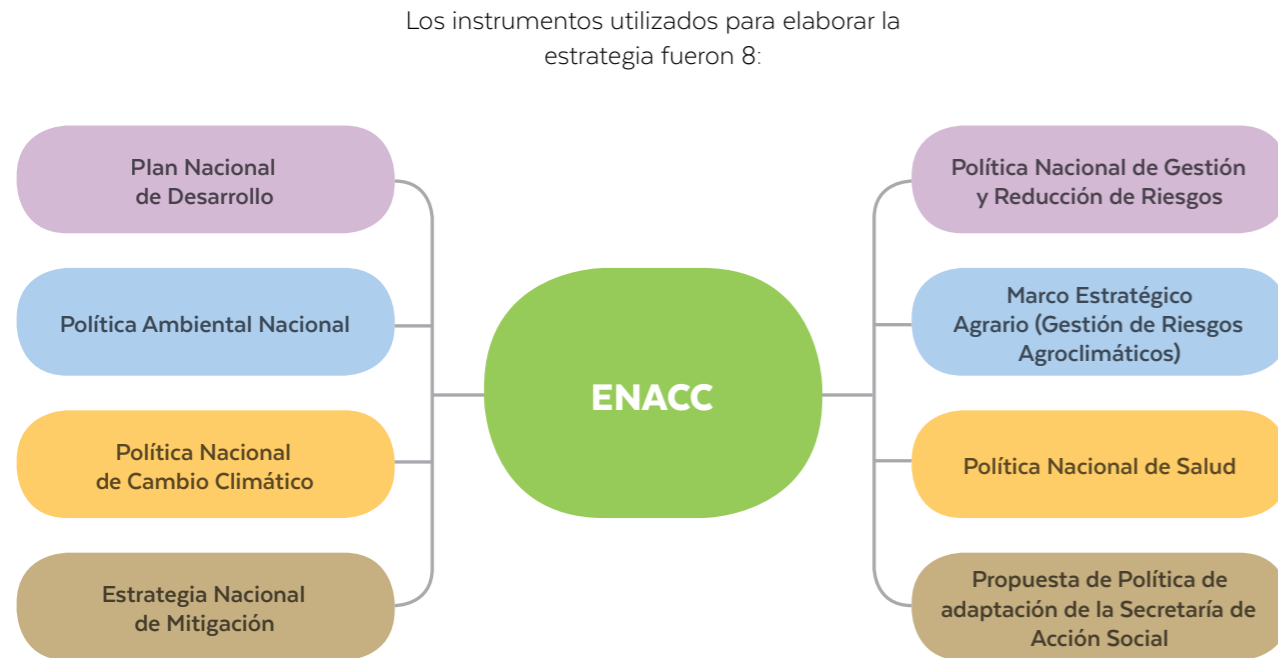 Los instrumentos utilizados para elaborar la
estrategia fueron 8:
Plan Nacional
de Desarrollo
Política Ambiental Nacional
Política Nacional
de Cambio Climático
Estrategia Nacional
de Mitigación
ENACC
Política Nacional de Gestión
y Reducción de Riesgos
Marco Estratégico
Agrario (Gestión de Riesgos
Agroclimáticos)
Política Nacional de Salud
Propuesta de Política de
adaptación de la Secretaría de
Acción Social